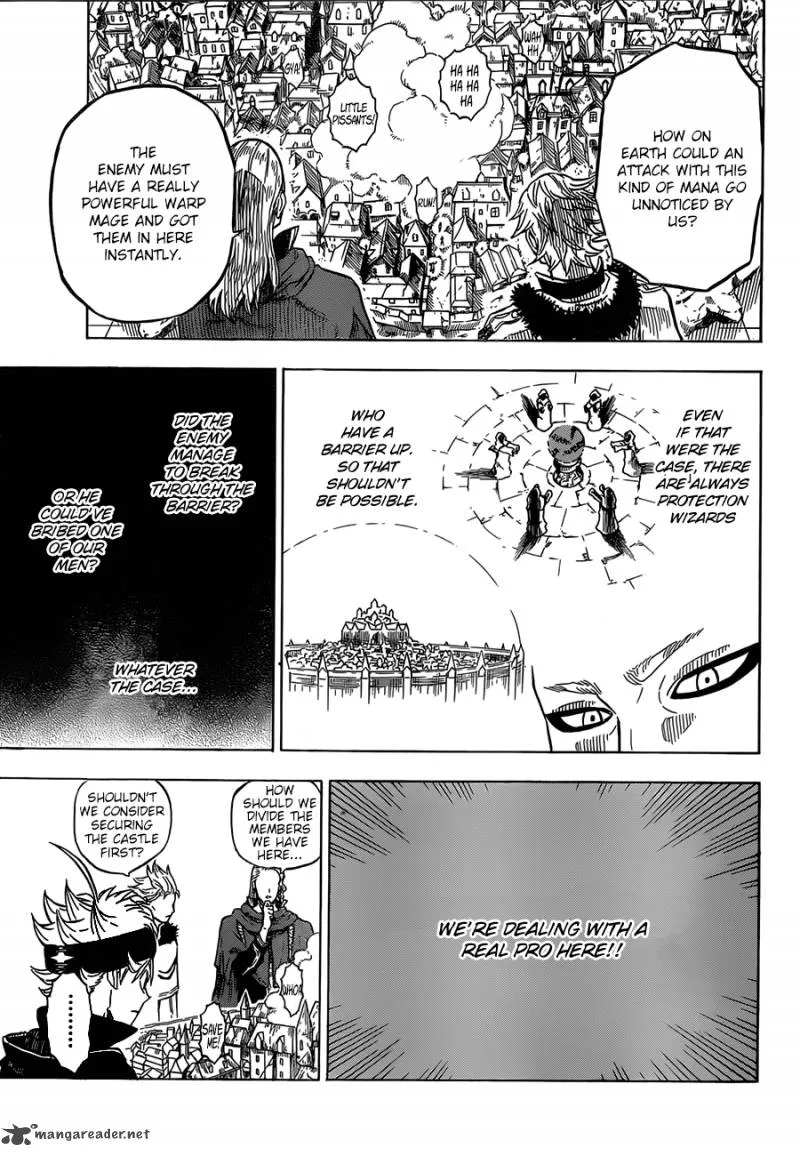 HOW ON
EARTH COULD AN
ATTACK WITH THIS
KIND OF MANA GO
UNNOTICED BY
US?
WAH
HH
HA HA
HA HA
HA
LITTLE
PISSANTS!
GYA!
RUN!
THE
ENEMY MUST
HAVE A REALLY
POWERFUL WARP
MAGE AND GOT
THEM IN HERE
INSTANTLY.
EVEN
IF THAT
WERE THE
CASE, THERE
ARE ALWAYS
PROTECTION
WIZARDS
WHO
HAVE A
BARRIER UP.
SO THAT
SHOULDN'T
BE POSSIBLE.
DID THE
ENEMY
MANAGE
TO BREAK
THROUGH THE
BARRIER?
OR HE
COULD'VE
BRIBED ONE
OF OUR
MEN?
WHATEVER
THE CASE...
WE'RE DEALING WITH A
REAL PRO HERE!!
HOW
SHOULD WE
DIVIDE THE
MEMBERS
WE HAVE
HERE...
SHOULDN'T
WE CONSIDER
SECURING
THE CASTLE
FIRST?
WHOA
SAVE
ME!
........
mangareader.net